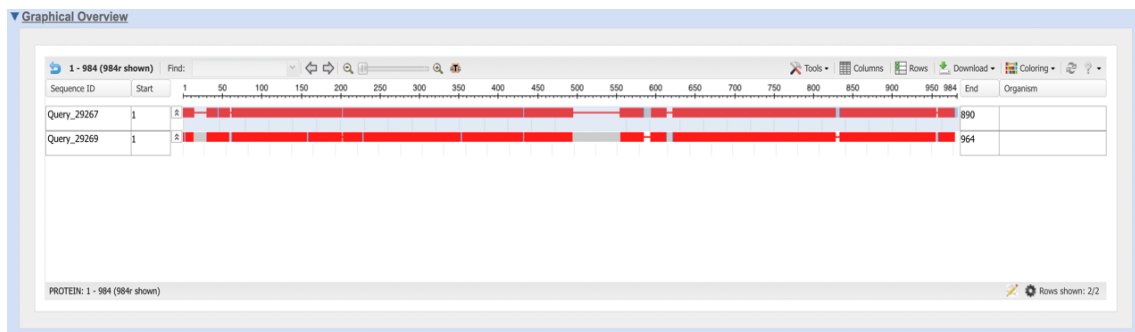 Graphical Overview
1 - 984 (984r shown) Find: Tools Columns Rows Download Coloring ?
Sequence ID Start 1 50 100 150 200 250 300 350 400 450 500 550 600 650 700 750 800 850 900 950 984 End Organism
Query_29267 1 890
Query_29269 1 964
PROTEIN: 1 - 984 (984r shown) Rows shown: 2/2